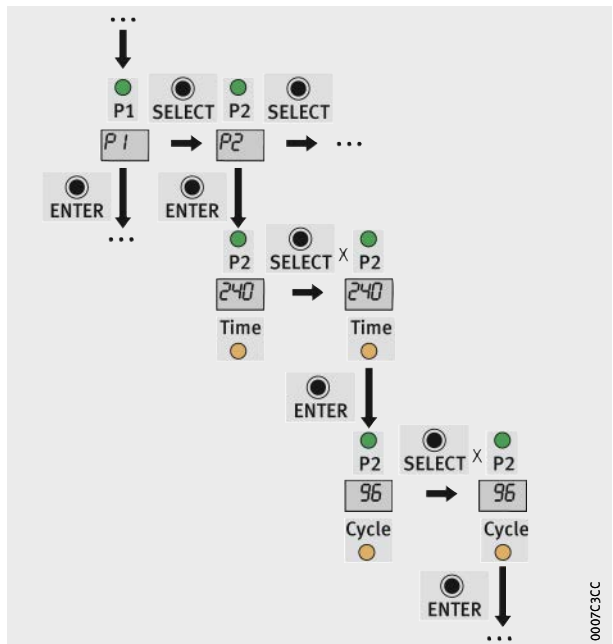 ...
P1 SELECT P2 SELECT
P1 P2 ...
ENTER ENTER
...
P2 SELECT X P2
240 240
Time Time
ENTER
P2 SELECT X P2
96 96
Cycle Cycle
ENTER
...
0007C3CC